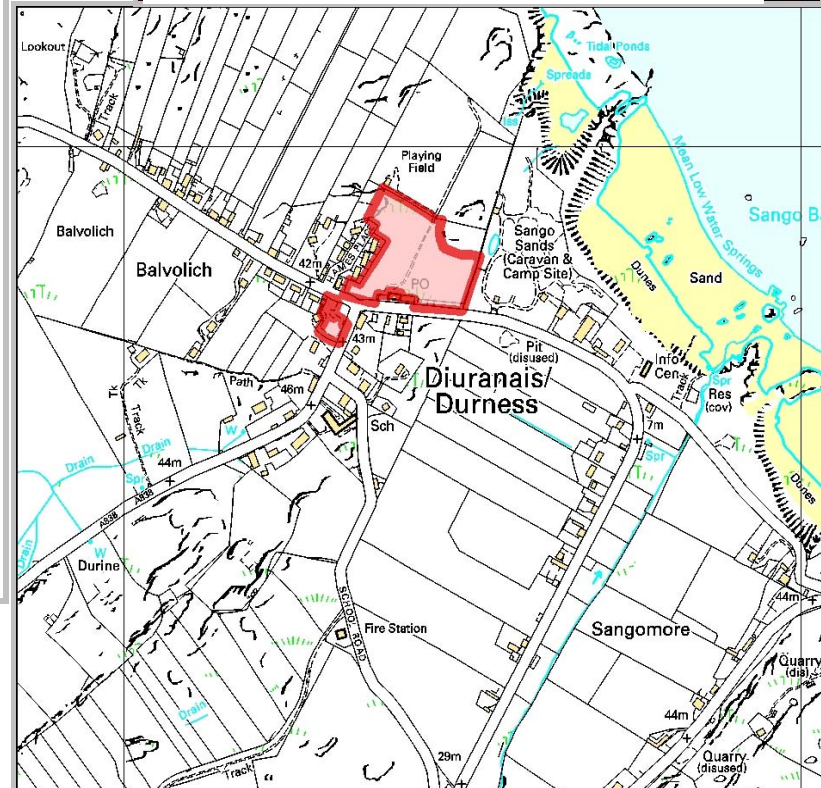 Lookout
Track
Tidal Ponds
Spreads
Iss
Mean Low Water Springs
Playing
Field
Balvolich
Balvolich
42m
PO
Sango
Sands
(Caravan &
Camp Site)
Sango B
Dunes
Sand
43m
Pit
(disused)
Info
Cen
Track
Spr
Res
(cov)
Diuranais/
Durness
Path
46m
Sch
Tk
Tk
Track
W
7m
Spr
Drain
Drain
44m
Spr
A838
A838
W
Drain
Durine
Dunes
SCHOOL ROAD
Fire Station
Sangomore
44m
Quarry
(dis)
Drain
44m
Quarry
(disused)
29m
Track